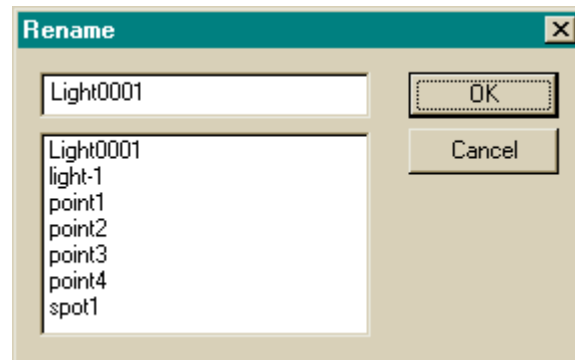 Rename
Light0001
OK
Cancel
Light0001
light-1
point1
point2
point3
point4
spot1